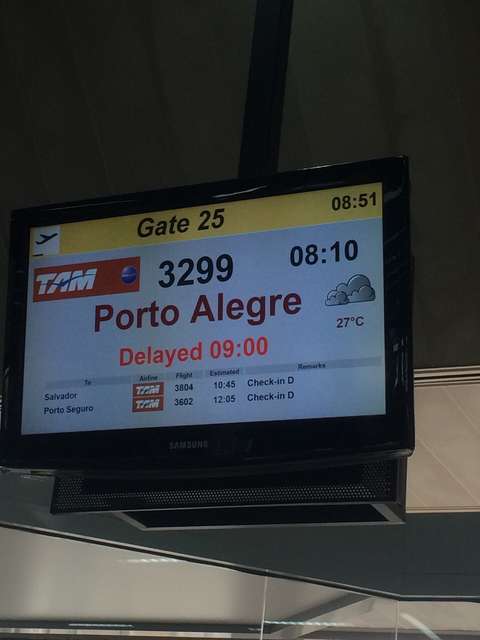 Gate 25 08:51
TAM 3299 08:10
Porto Alegre
27°C
Delayed 09:00
To Airline Flight Estimated Remarks
Salvador TAM 3804 10:45 Check-in D
Porto Seguro TAM 3602 12:05 Check-in D
SAMSUNG